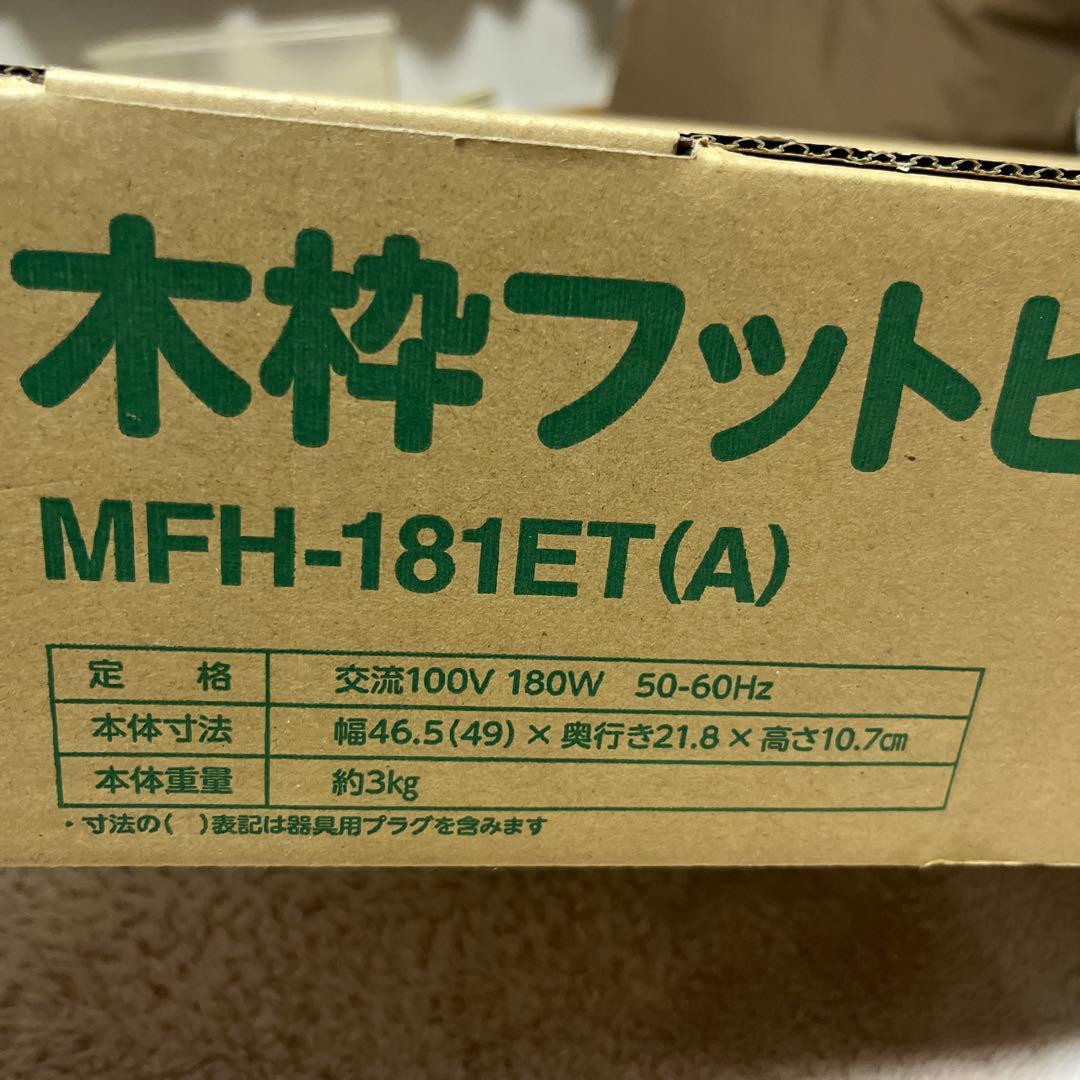 木枠フットヒ
MFH-181ET(A)
定 格 交流100V 180W 50-60Hz
本体寸法 幅46.5(49)×奥行き21.8×高さ10.7㎝
本体重量 約3㎏
・寸法の( )表記は器具用プラグを含みます